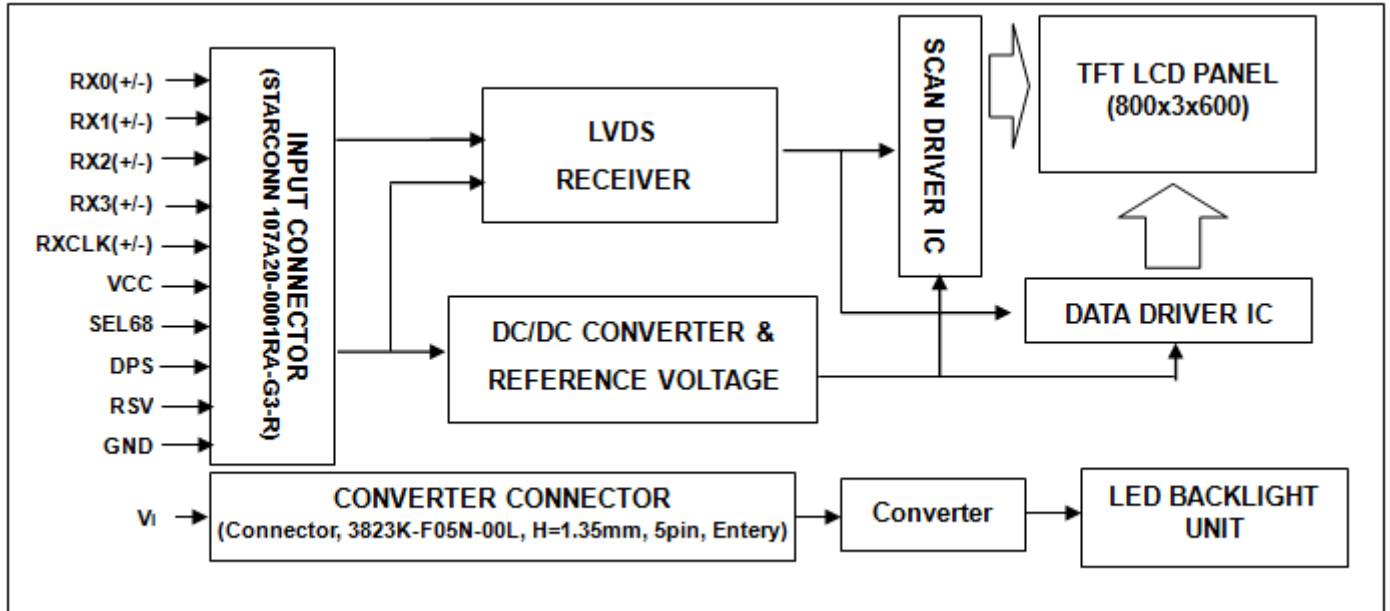 RX0(+/-)
RX1(+/-)
RX2(+/-)
RX3(+/-)
RXCLK(+/-)
VCC
SEL68
DPS
RSV
GND
INPUT CONNECTOR
(STARCONN 107A20-0001RA-G3-R)
LVDS
RECEIVER
DC/DC CONVERTER &
REFERENCE VOLTAGE
SCAN DRIVER IC
TFT LCD PANEL
(800x3x600)
DATA DRIVER IC
VI
CONVERTER CONNECTOR
(Connector, 3823K-F05N-00L, H=1.35mm, 5pin, Entery)
Converter
LED BACKLIGHT
UNIT